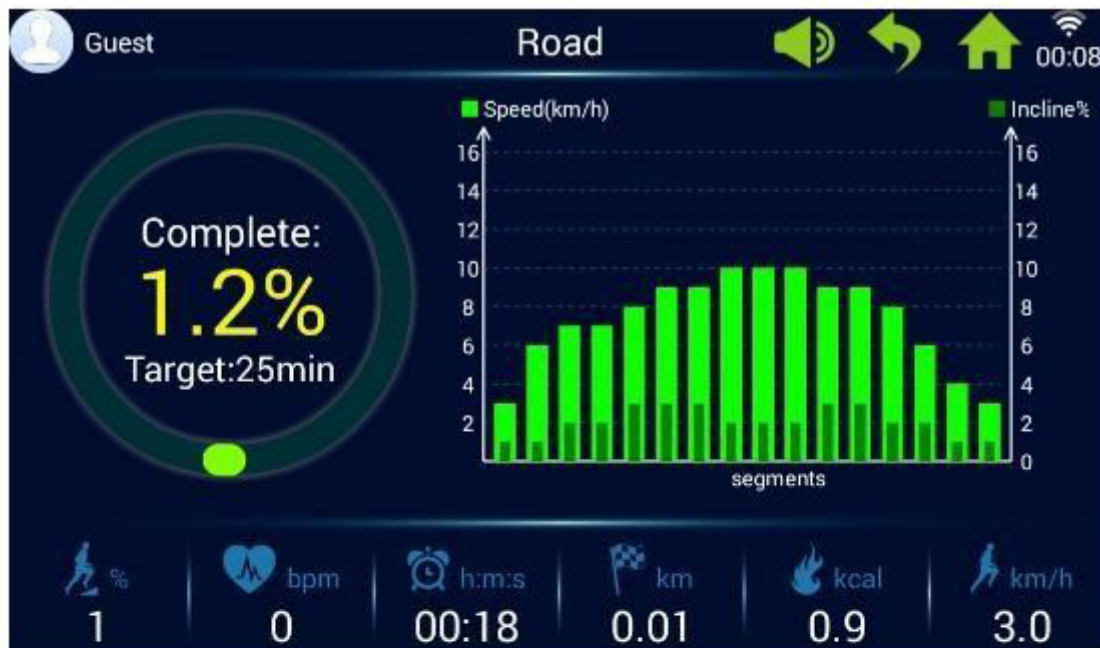 Guest
Road
00:08
Speed(km/h)
Incline%
16
14
12
10
8
6
4
2
16
14
12
10
8
6
4
2
0
segments
Complete:
1.2%
Target:25min
%
bpm
h:m:s
km
kcal
km/h
1
0
00:18
0.01
0.9
3.0